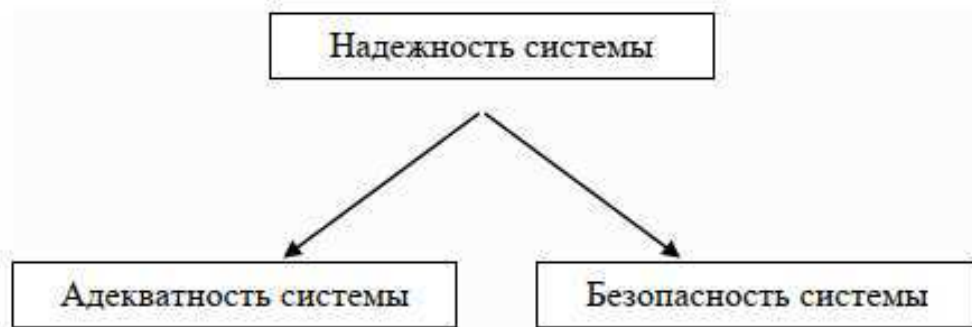 Надежность системы
Адекватность системы
Безопасность системы